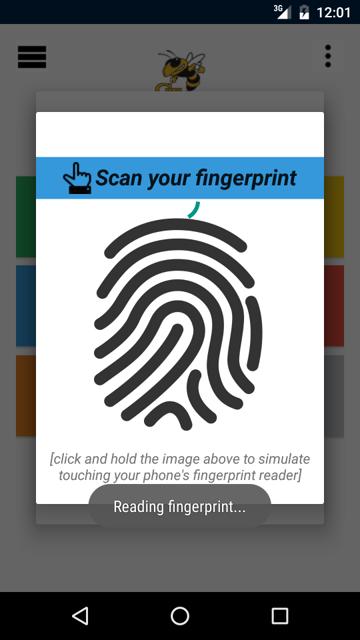 3G
12:01
Scan your fingerprint
[click and hold the image above to simulate
touching your phone's fingerprint reader]
Reading fingerprint...